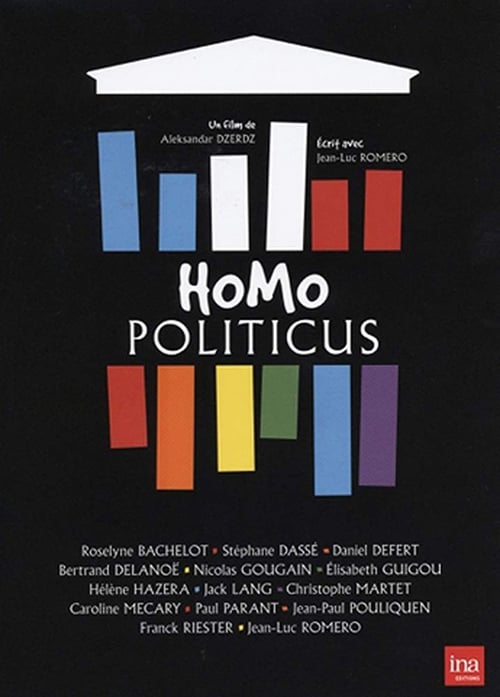 Un film de
Aleksandar DZERDZ
Écrit avec
Jean-Luc ROMERO
HoMo
POLITICUS
Roselyne BACHELOT • Stéphane DASSÉ • Daniel DEFERT
Bertrand DELANOË • Nicolas GOUGAIN • Élisabeth GUIGOU
Hélène HAZERA • Jack LANG • Christophe MARTET
Caroline MECARY • Paul PARANT • Jean-Paul POULIQUEN
Franck RIESTER • Jean-Luc ROMERO
ina
EDITIONS